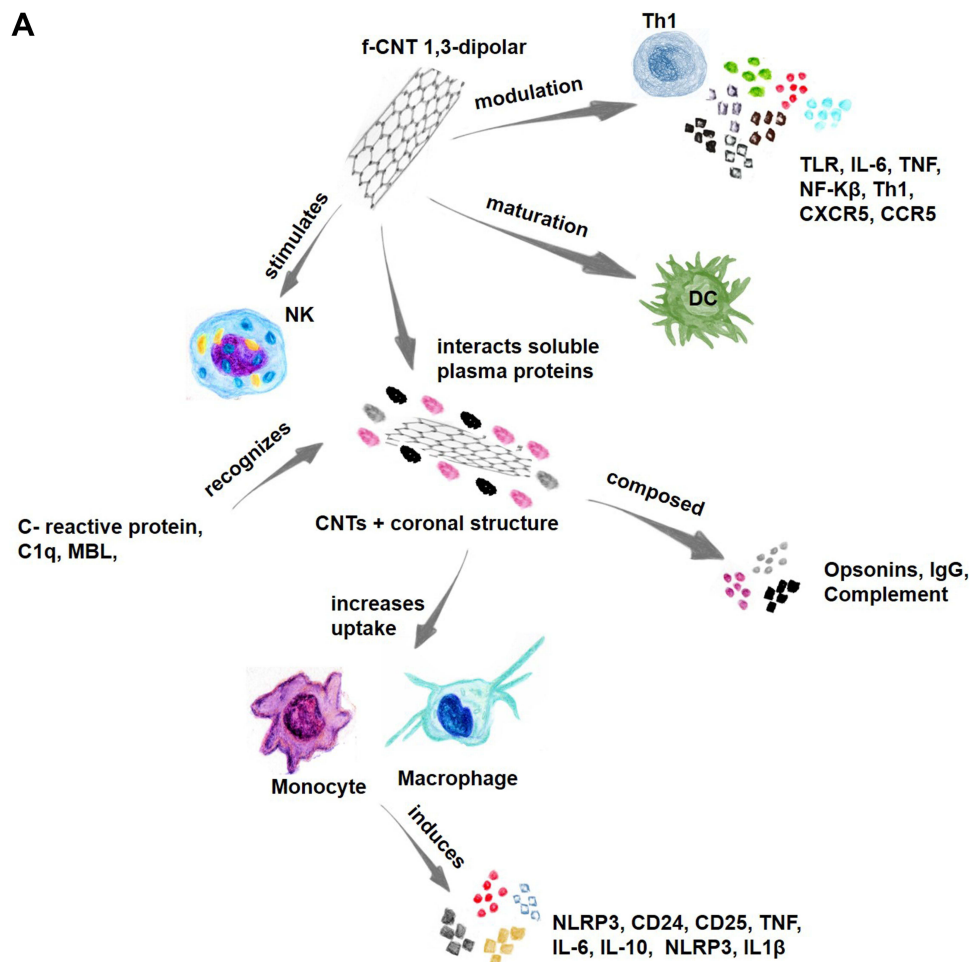 A
f-CNT 1,3-dipolar
Th1
modulation
TLR, IL-6, TNF,
NF-Kβ, Th1,
CXCR5, CCR5
stimulates
maturation
NK
DC
interacts soluble
plasma proteins
recognizes
C- reactive protein,
C1q, MBL,
CNTs + coronal structure
composed
Opsonins, IgG,
Complement
increases
uptake
Monocyte
Macrophage
induces
NLRP3, CD24, CD25, TNF,
IL-6, IL-10, NLRP3, IL1β